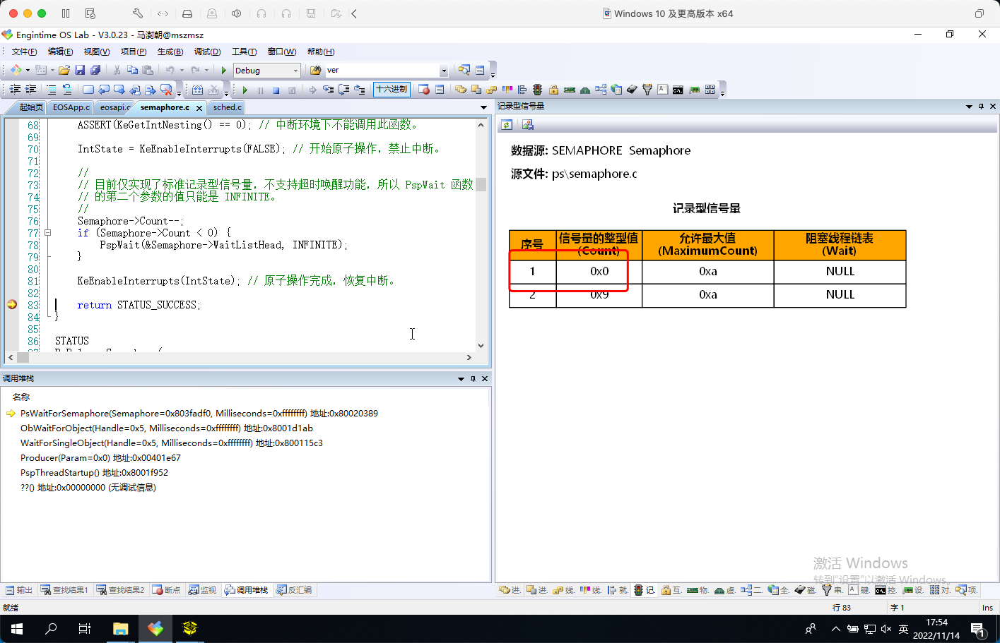 Windows 10 及更高版本 x64
Engintime OS Lab - V3.0.23 - 马澍朝@mszmsz
文件(F) 编辑(E) 视图(V) 项目(P) 生成(B) 调试(D) 工具(T) 窗口(W) 帮助(H)
Debug ver
十六进制
起始页 EOSApp.c eosapi.c semaphore.c sched.c
68 ASSERT(KeGetIntNesting() == 0); // 中断环境下不能调用此函数。
69
70 IntState = KeEnableInterrupts(FALSE); // 开始原子操作，禁止中断。
71
72 //
73 // 目前仅实现了标准记录型信号量，不支持超时唤醒功能，所以 PspWait 函数
74 // 的第二个参数的值只能是 INFINITE。
75 //
76 Semaphore->Count--;
77 if (Semaphore->Count < 0) {
78 PspWait(&Semaphore->WaitListHead, INFINITE);
79 }
80
81 KeEnableInterrupts(IntState); // 原子操作完成，恢复中断。
82
83 return STATUS_SUCCESS;
84 }
85
86 STATUS
记录型信号量
数据源: SEMAPHORE Semaphore
源文件: ps\semaphore.c
记录型信号量
序号 信号量的整型值 (Count) 允许最大值 (MaximumCount) 阻塞线程链表 (Wait)
1 0x0 0xa NULL
2 0x9 0xa NULL
调用堆栈
名称
PsWaitForSemaphore(Semaphore=0x803fadf0, Milliseconds=0xffffffff) 地址:0x80020389
ObWaitForObject(Handle=0x5, Milliseconds=0xffffffff) 地址:0x8001d1ab
WaitForSingleObject(Handle=0x5, Milliseconds=0xffffffff) 地址:0x800115c3
Producer(Param=0x0) 地址:0x00401e67
PspThreadStartup() 地址:0x8001f952
??() 地址:0x00000000 (无调试信息)
激活 Windows
转到"设置"以激活 Windows。
输出 查找结果1 查找结果2 断点 监视 调用堆栈 反汇编
进. 进. 线. 线. 就. 记. 互. 物. 虚. 二. 全. 磁. 串. 键. 控. 设. 对. 项.
就绪 行 83 字 1 Ins
英 17:54
2022/11/14 1